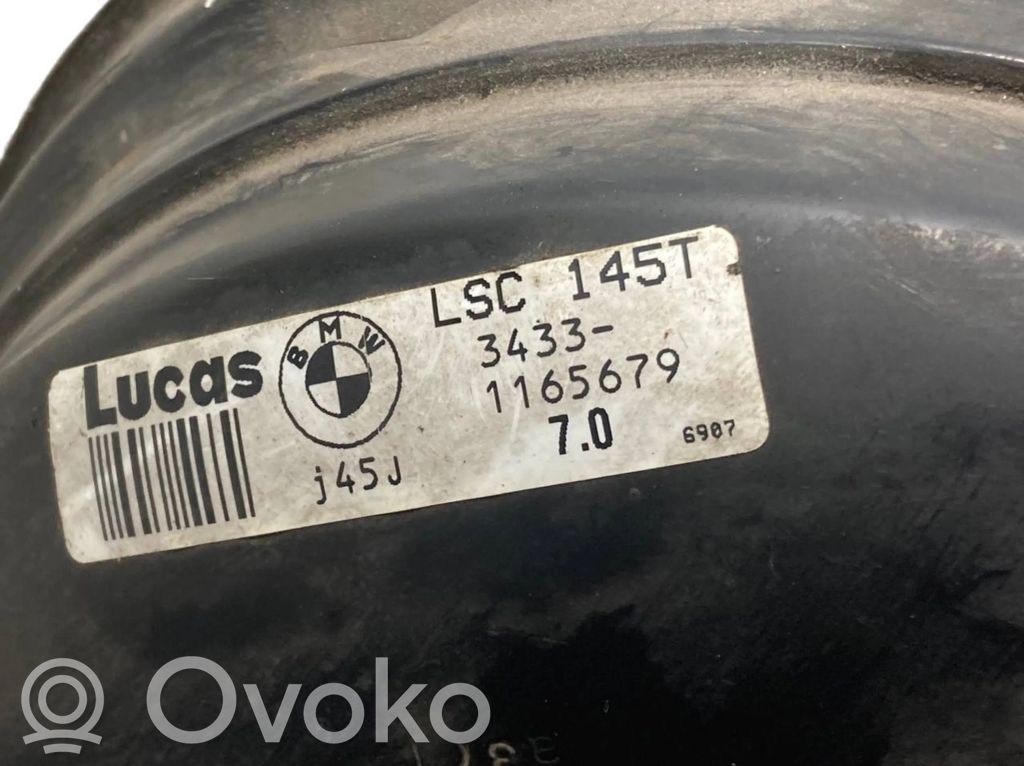 LSC 145T
3433-
Lucas
BMW
1165679
7.0
6907
j45J
Ovoko